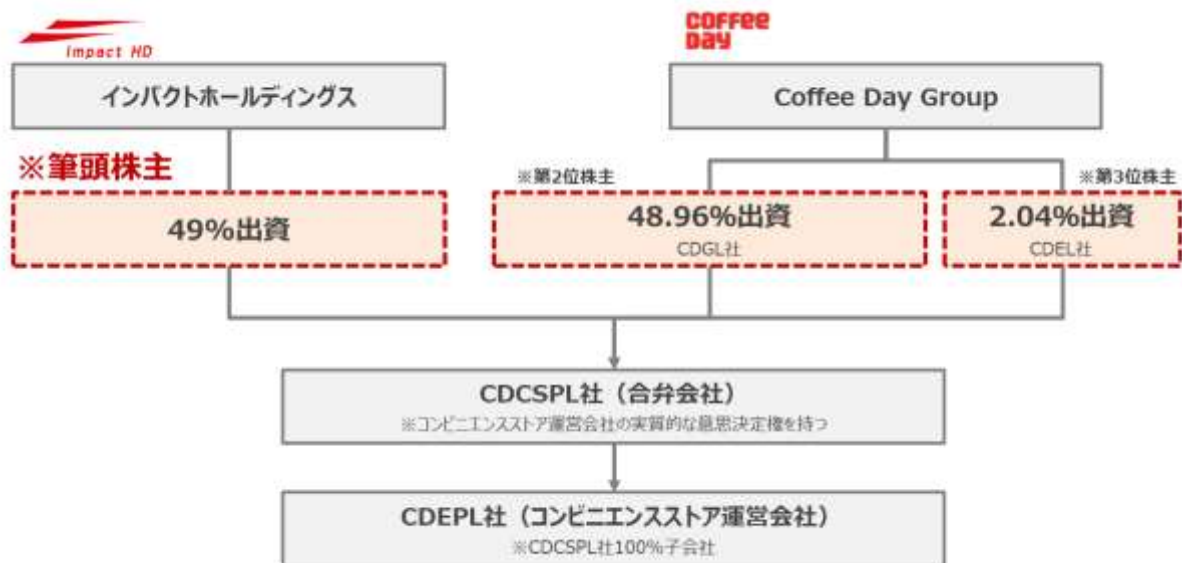 Impact HD
COFFEE
DAY
インパクトホールディングス
Coffee Day Group
※筆頭株主
※第2位株主
※第3位株主
49%出資
48.96%出資
CDGL社
2.04%出資
CDEL社
CDCSPL社（合弁会社）
※コンビニエンスストア運営会社の実質的な意思決定権を持つ
CDEPL社（コンビニエンスストア運営会社）
※CDCSPL社100%子会社